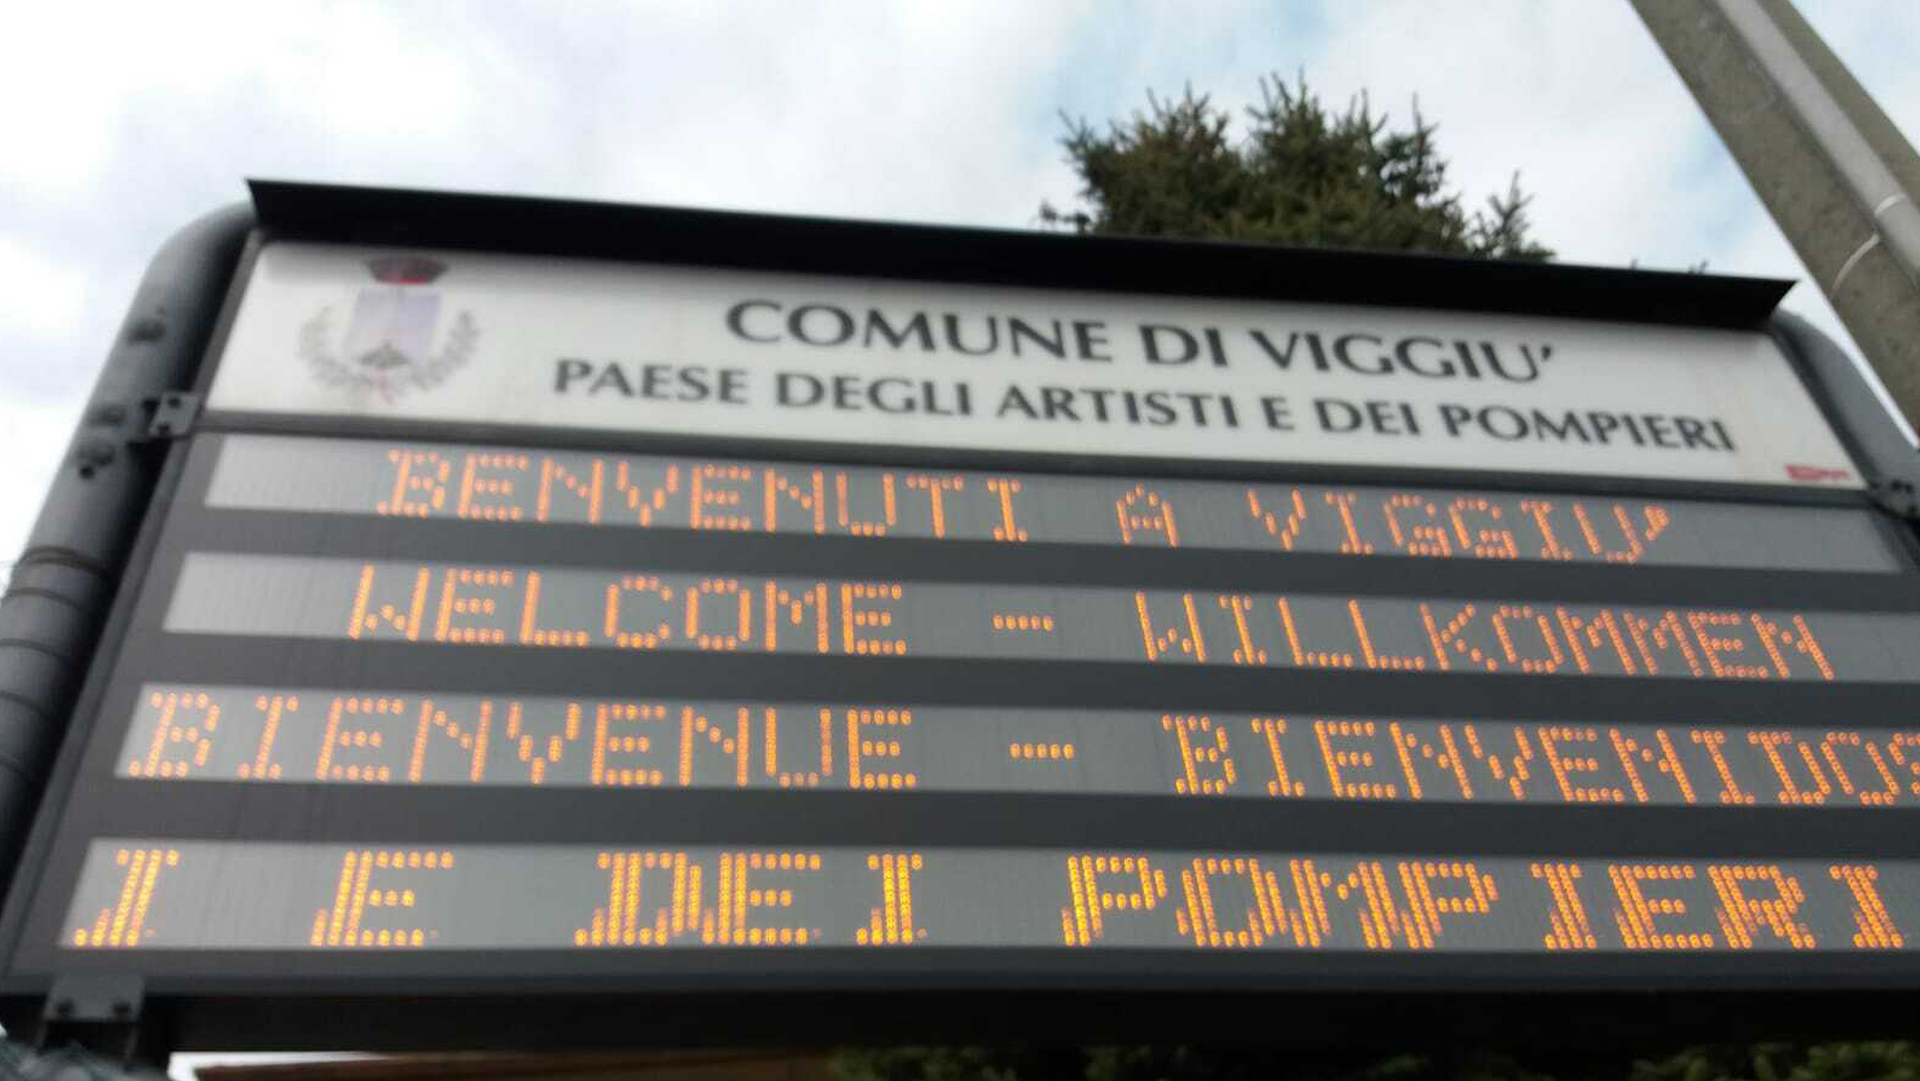 COMUNE DI VIGGIU'
PAESE DEGLI ARTISTI E DEI POMPIERI
BENVENUTI A VIGGIU'
WELCOME - WILLKOMMEN
BIENVENUE - BIENVENIDOS
I E DEI POMPIERI